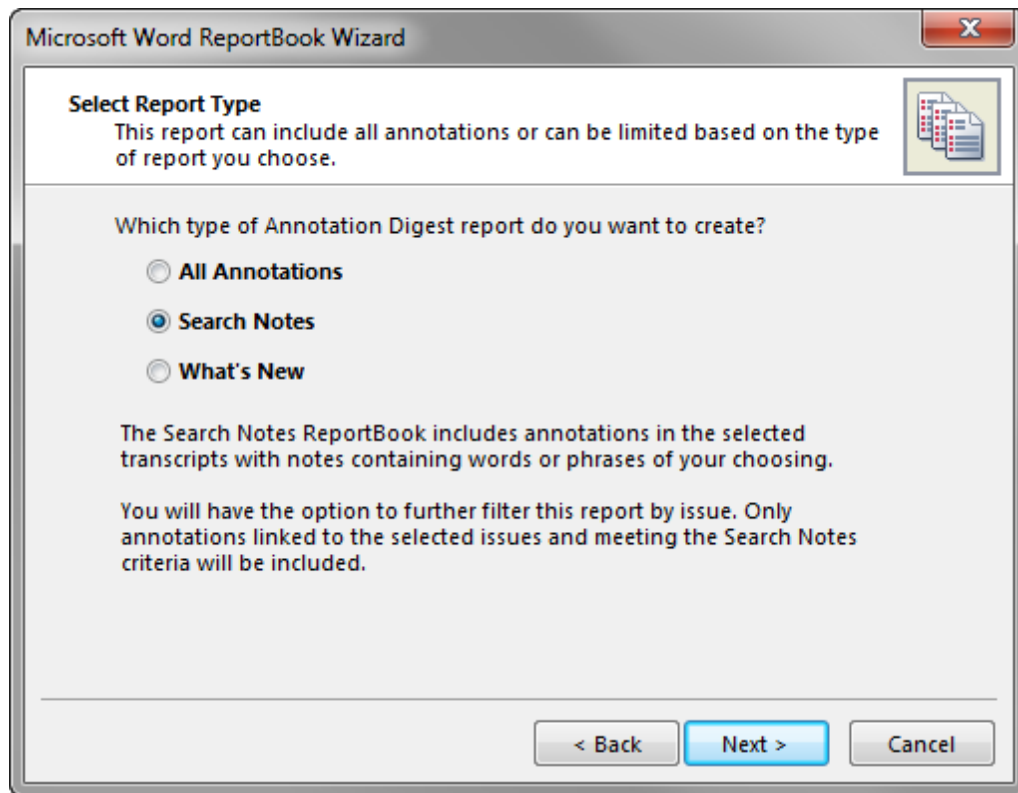 Microsoft Word ReportBook Wizard
Select Report Type
This report can include all annotations or can be limited based on the type
of report you choose.
Which type of Annotation Digest report do you want to create?
All Annotations
Search Notes
What's New
The Search Notes ReportBook includes annotations in the selected
transcripts with notes containing words or phrases of your choosing.
You will have the option to further filter this report by issue. Only
annotations linked to the selected issues and meeting the Search Notes
criteria will be included.
< Back Next > Cancel